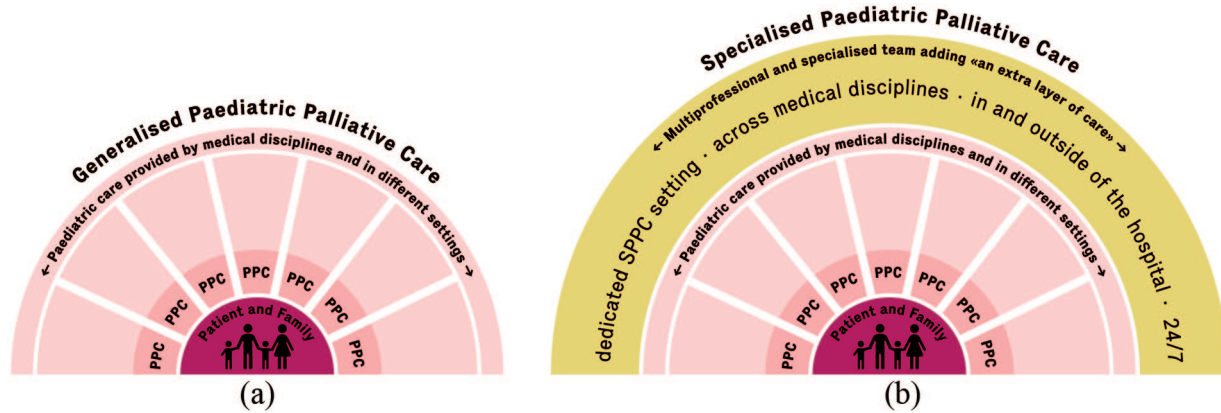 Generalised Paediatric Palliative Care
← Paediatric care provided by medical disciplines and in different settings →
PPC
PPC
PPC
PPC
PPC
PPC
PPC
Patient and Family
(a)
Specialised Paediatric Palliative Care
← Multiprofessional and specialised team adding «an extra layer of care» →
dedicated SPPC setting · across medical disciplines · in and outside of the hospital · 24/7
← Paediatric care provided by medical disciplines and in different settings →
PPC
PPC
PPC
PPC
PPC
PPC
PPC
Patient and Family
(b)